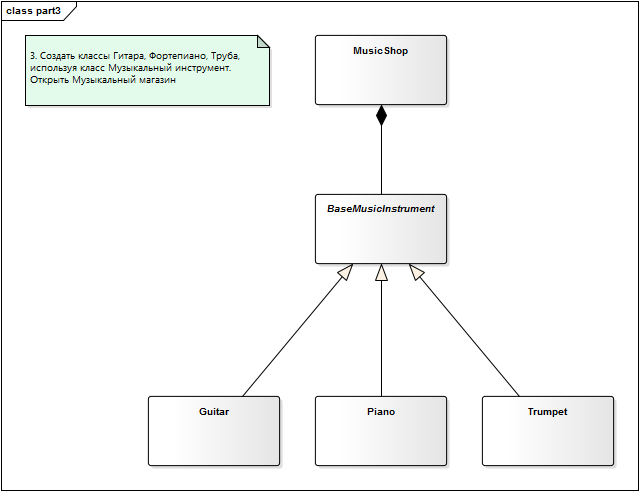 class part3
3. Создать классы Гитара, Фортепиано, Труба,
используя класс Музыкальный инструмент.
Открыть Музыкальный магазин
MusicShop
BaseMusicInstrument
Guitar
Piano
Trumpet